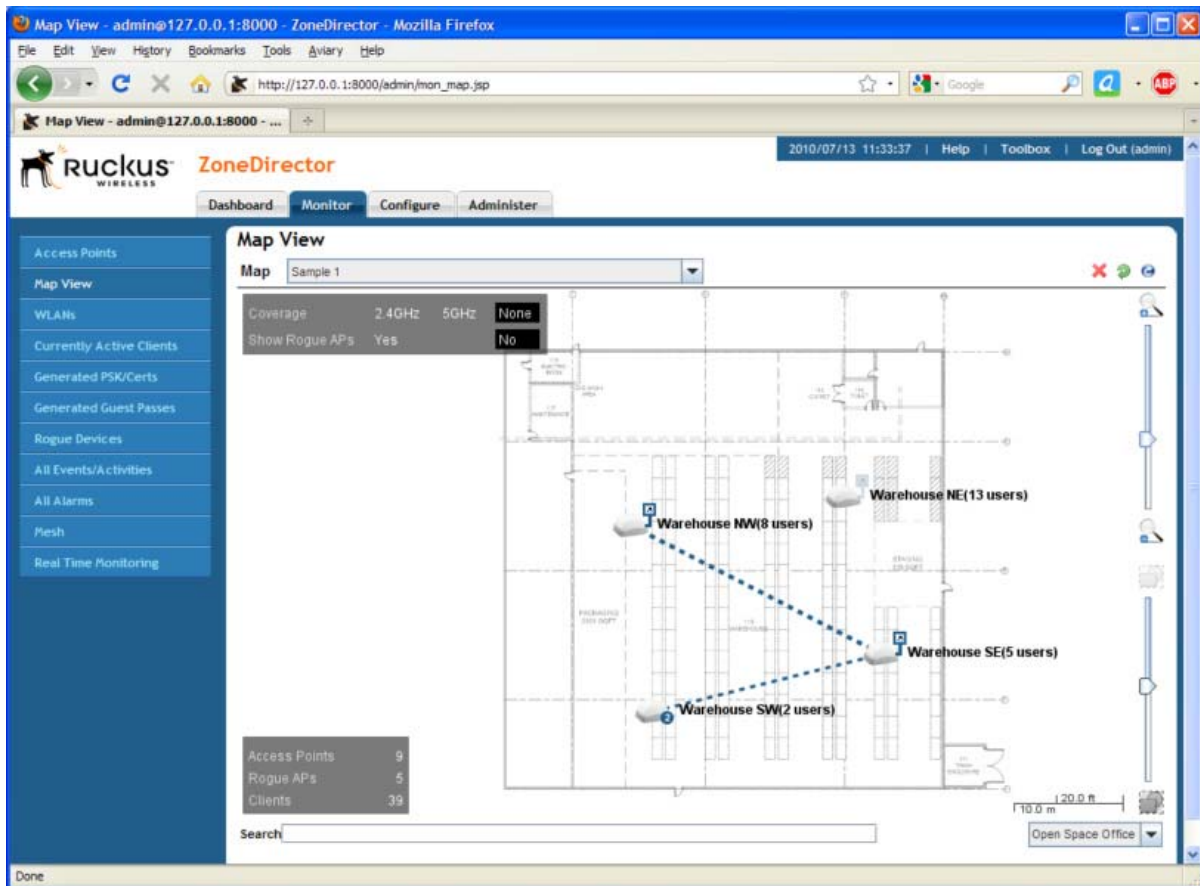 Map View - admin@127.0.0.1:8000 - ZoneDirector - Mozilla Firefox
File Edit View History Bookmarks Tools Aviary Help
http://127.0.0.1:8000/admin/mon_map.jsp
Google
ABP
Map View - admin@127.0.0.1:8000 - ...
2010/07/13 11:33:37 | Help | Toolbox | Log Out (admin)
RUCKUS WIRELESS
ZoneDirector
Dashboard Monitor Configure Administer
Access Points
Map View
WLANs
Currently Active Clients
Generated PSK/Certs
Generated Guest Passes
Rogue Devices
All Events/Activities
All Alarms
Mesh
Real Time Monitoring
Map View
Map Sample 1
Coverage 2.4GHz 5GHz None
Show Rogue APs Yes No
Warehouse NE(13 users)
Warehouse NW(8 users)
Warehouse SE(5 users)
Warehouse SW(2 users)
2
Access Points 9
Rogue APs 5
Clients 39
20.0 ft
10.0 m
Search
Open Space Office
Done